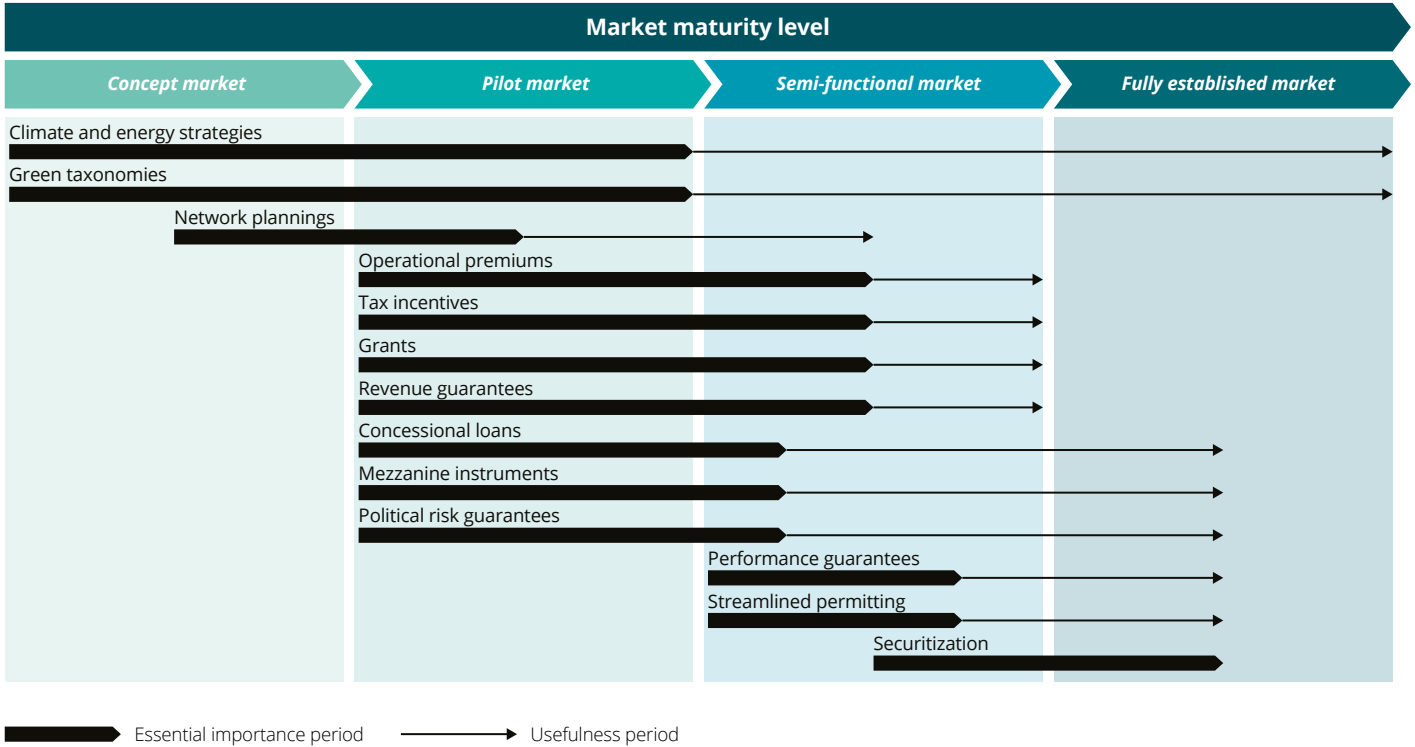 Market maturity level
Concept market
Pilot market
Semi-functional market
Fully established market
Climate and energy strategies
Green taxonomies
Network plannings
Operational premiums
Tax incentives
Grants
Revenue guarantees
Concessional loans
Mezzanine instruments
Political risk guarantees
Performance guarantees
Streamlined permitting
Securitization
Essential importance period
Usefulness period